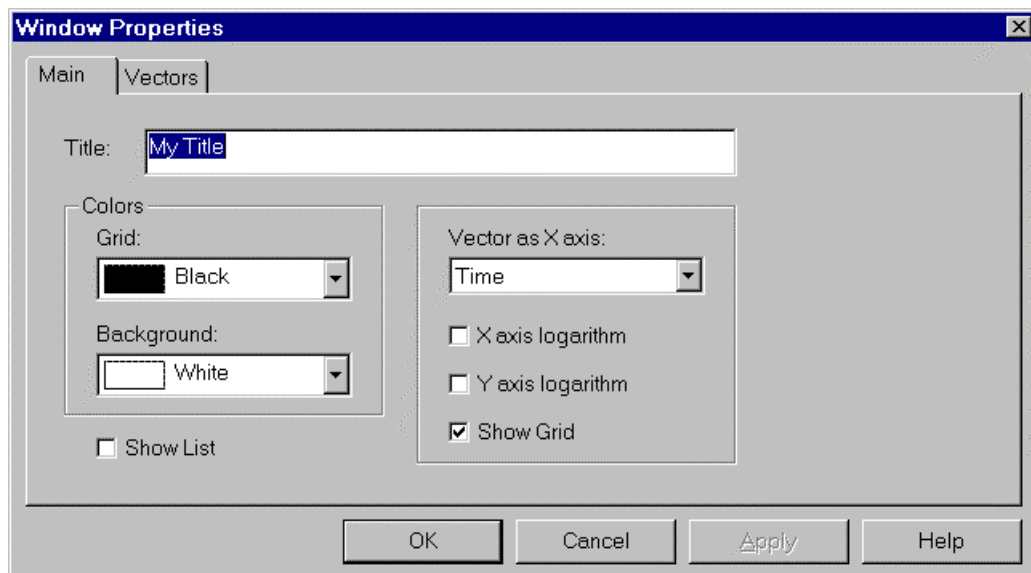 Window Properties
Main Vectors
Title: My Title
Colors
Grid:
Black
Background:
White
Show List
Vector as X axis:
Time
X axis logarithm
Y axis logarithm
Show Grid
OK Cancel Apply Help